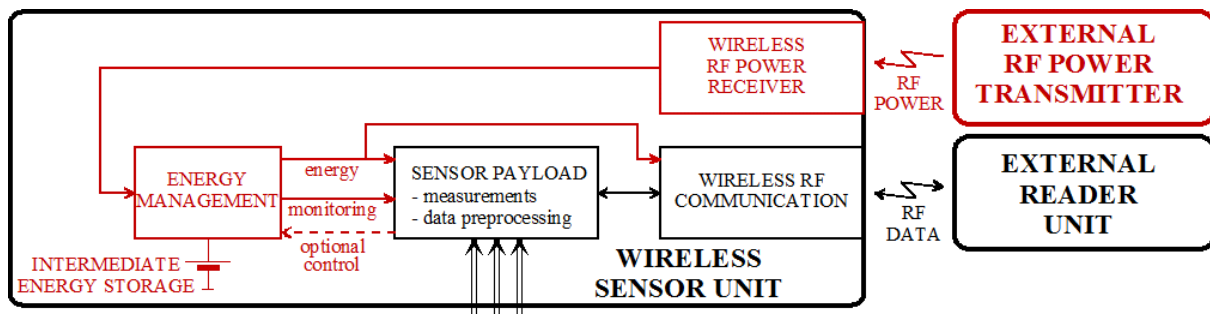 WIRELESS
RF POWER
RECEIVER
RF
POWER
EXTERNAL
RF POWER
TRANSMITTER
ENERGY
MANAGEMENT
energy
monitoring
optional
control
SENSOR PAYLOAD
- measurements
- data preprocessing
WIRELESS RF
COMMUNICATION
RF
DATA
EXTERNAL
READER
UNIT
INTERMEDIATE
ENERGY STORAGE
WIRELESS
SENSOR UNIT